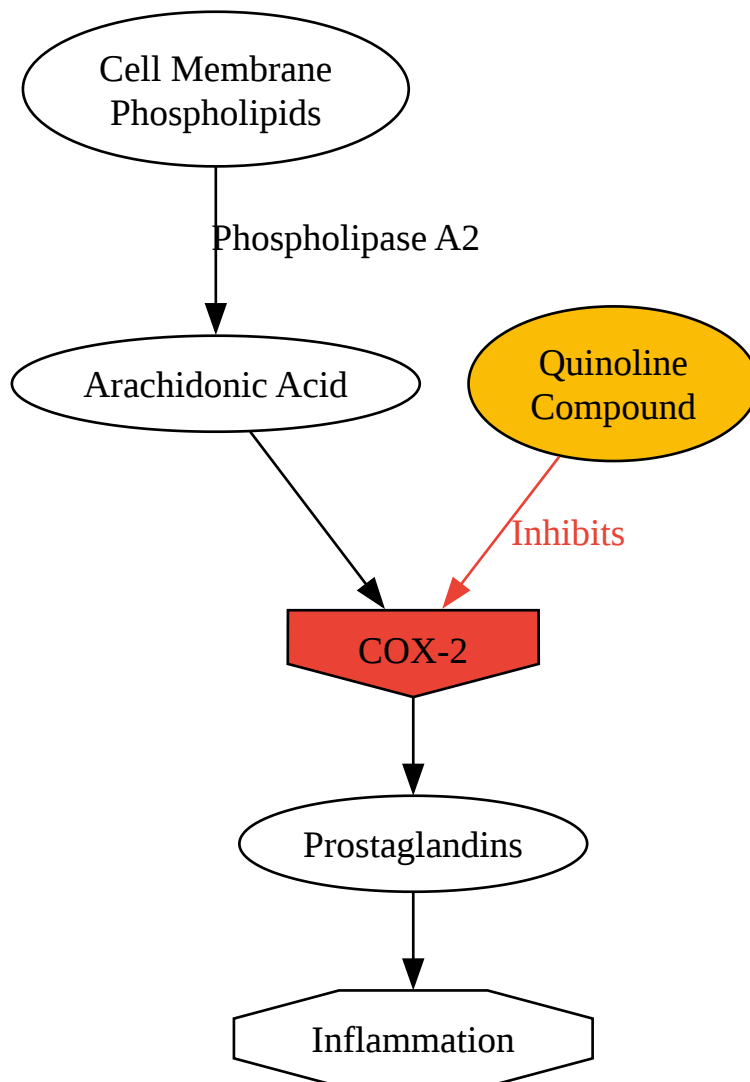 Cell Membrane
Phospholipids
Phospholipase A2
Arachidonic Acid
Quinoline
Compound
Inhibits
COX-2
Prostaglandins
Inflammation